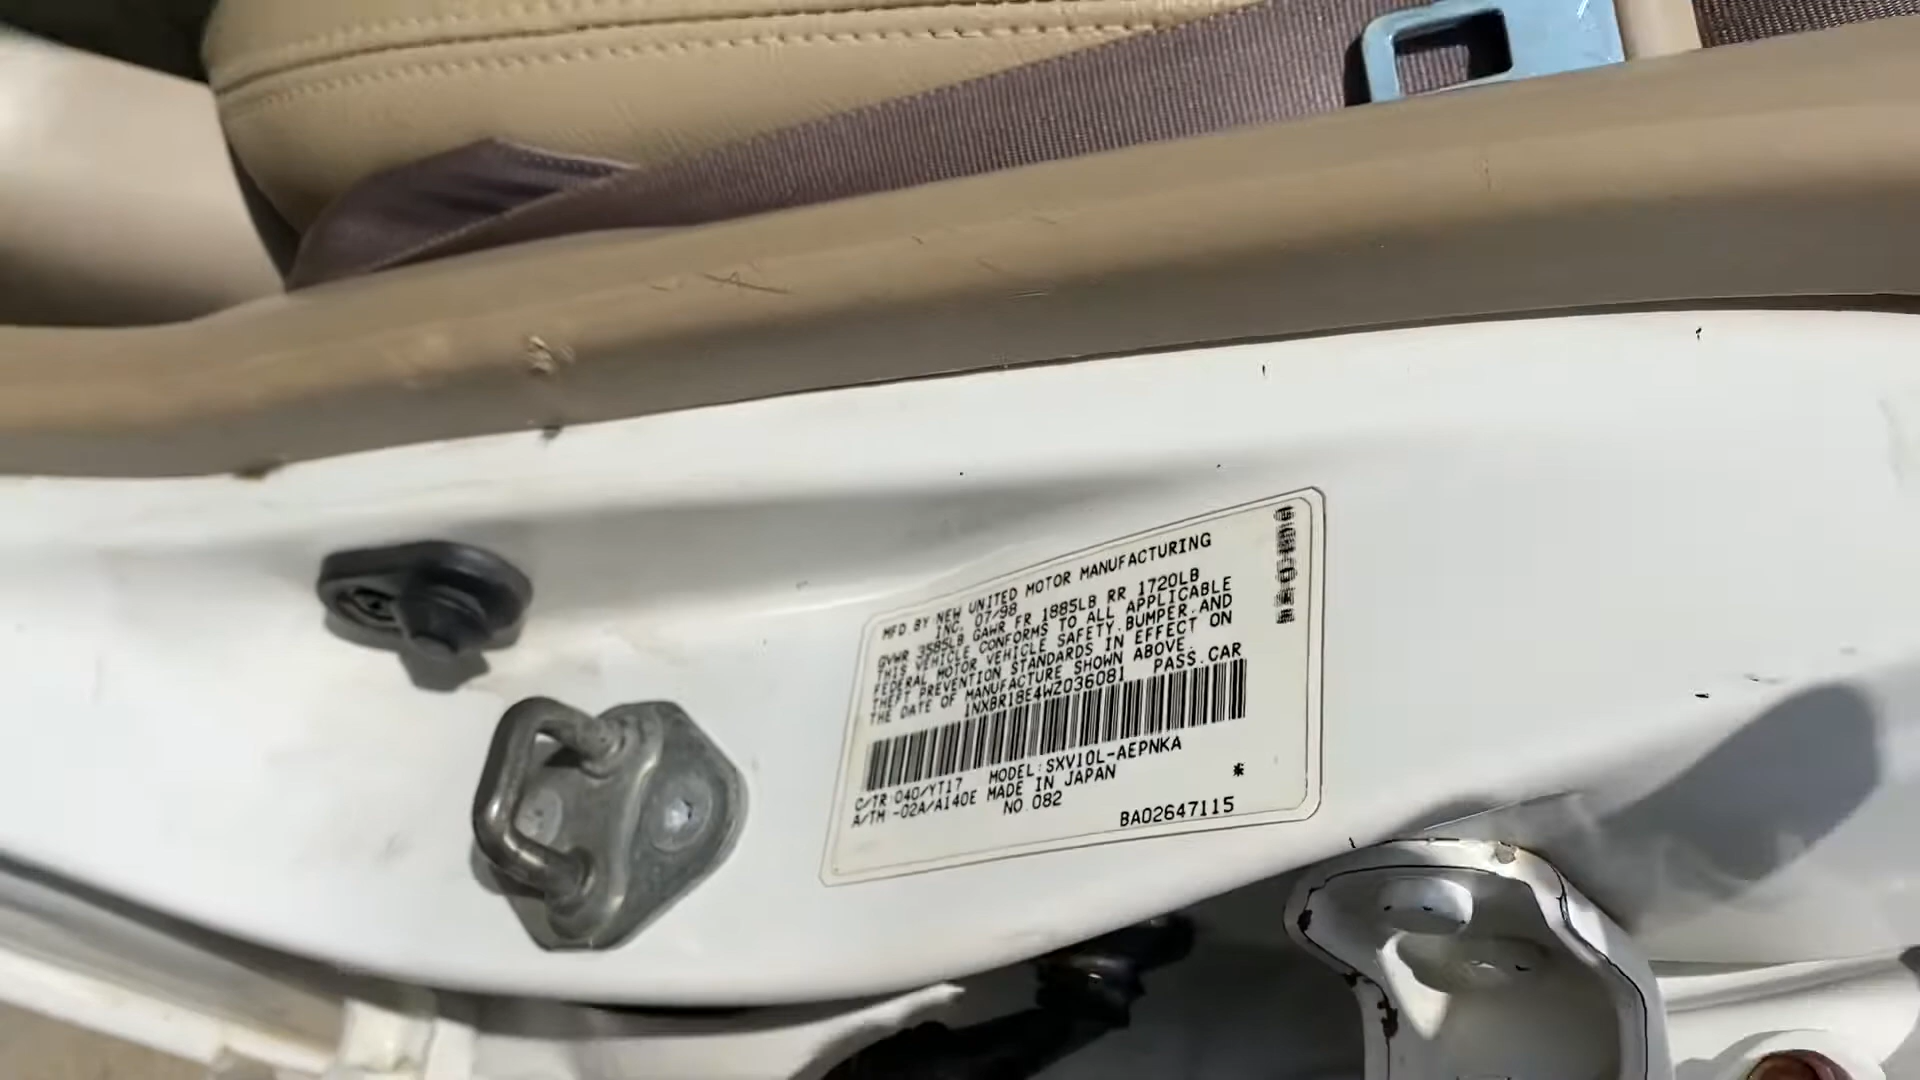 MFD.BY NEW UNITED MOTOR MANUFACTURING
INC. 07/98
GVWR 3585LB GAWR FR 1885LB RR 1720LB
THIS VEHICLE CONFORMS TO ALL APPLICABLE
FEDERAL MOTOR VEHICLE SAFETY.BUMPER.AND
THEFT PREVENTION STANDARDS IN EFFECT ON
THE DATE OF MANUFACTURE SHOWN ABOVE.
1NXBR18E4WZ036081 PASS.CAR
C/TR:040/YT17 MODEL:SXV10L-AEPNKA
A/TM -02A/A140E MADE IN JAPAN
NO.082 *
BA02647115